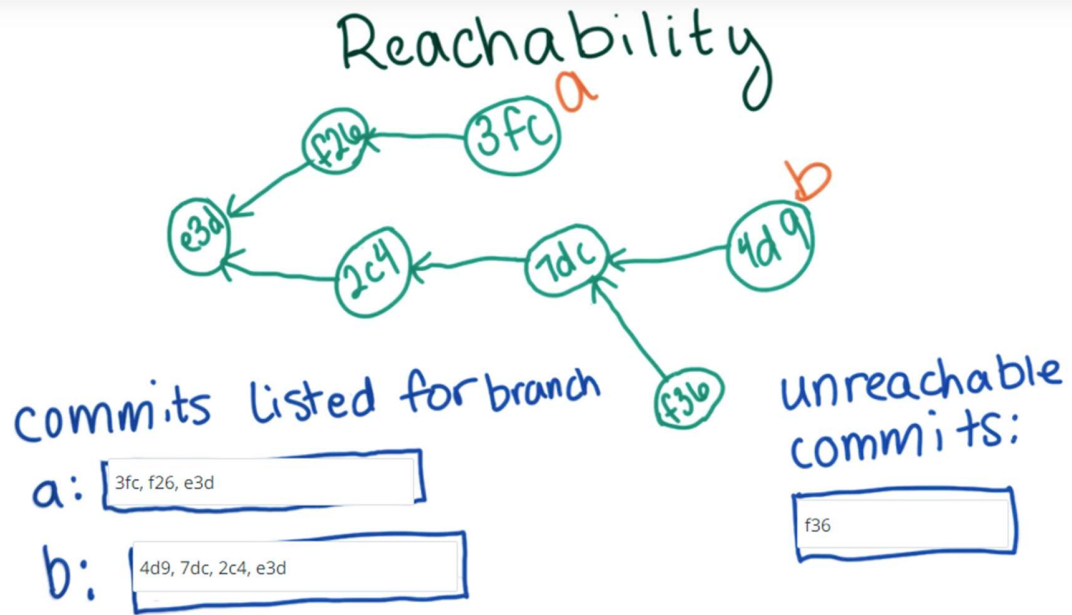 Reachability
a
f26
3fc
b
e3d
2c4
7dc
4d9
f36
commits listed for branch
a: 3fc, f26, e3d
b: 4d9, 7dc, 2c4, e3d
unreachable
commits:
f36